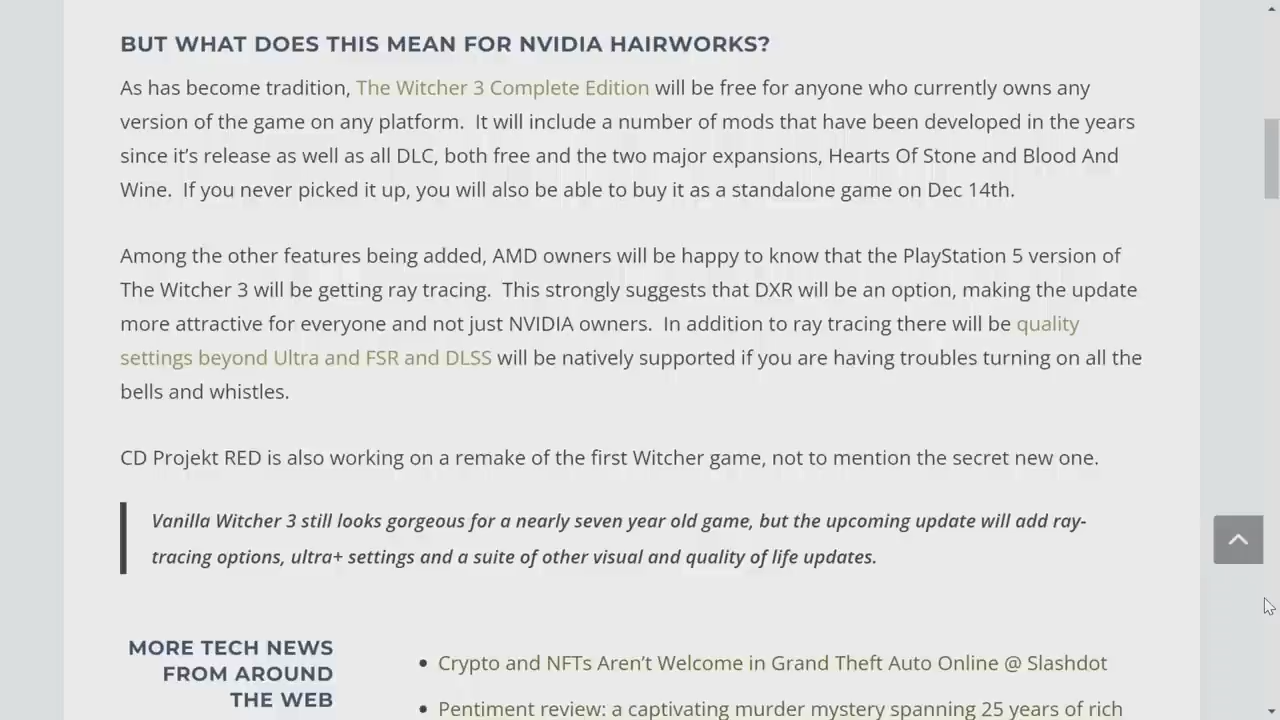 BUT WHAT DOES THIS MEAN FOR NVIDIA HAIRWORKS?
As has become tradition, The Witcher 3 Complete Edition will be free for anyone who currently owns any
version of the game on any platform.  It will include a number of mods that have been developed in the years
since it’s release as well as all DLC, both free and the two major expansions, Hearts Of Stone and Blood And
Wine.  If you never picked it up, you will also be able to buy it as a standalone game on Dec 14th.
Among the other features being added, AMD owners will be happy to know that the PlayStation 5 version of
The Witcher 3 will be getting ray tracing.  This strongly suggests that DXR will be an option, making the update
more attractive for everyone and not just NVIDIA owners.  In addition to ray tracing there will be quality
settings beyond Ultra and FSR and DLSS will be natively supported if you are having troubles turning on all the
bells and whistles.
CD Projekt RED is also working on a remake of the first Witcher game, not to mention the secret new one.
Vanilla Witcher 3 still looks gorgeous for a nearly seven year old game, but the upcoming update will add ray-
tracing options, ultra+ settings and a suite of other visual and quality of life updates.
MORE TECH NEWS
FROM AROUND
THE WEB
• Crypto and NFTs Aren’t Welcome in Grand Theft Auto Online @ Slashdot
• Pentiment review: a captivating murder mystery spanning 25 years of rich